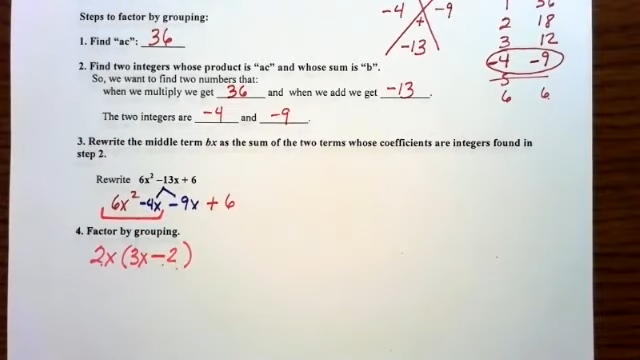 Steps to factor by grouping:
-4 -9
+
-13
1 36
2 18
3 12
-4 -9
-5
6 6
1. Find "ac": 36
2. Find two integers whose product is "ac" and whose sum is "b".
So, we want to find two numbers that:
when we multiply we get 36 and when we add we get -13.
The two integers are -4 and -9.
3. Rewrite the middle term bx as the sum of the two terms whose coefficients are integers found in
step 2.
Rewrite 6x² -13x + 6
6x² -4x -9x + 6
4. Factor by grouping.
2x(3x-2)